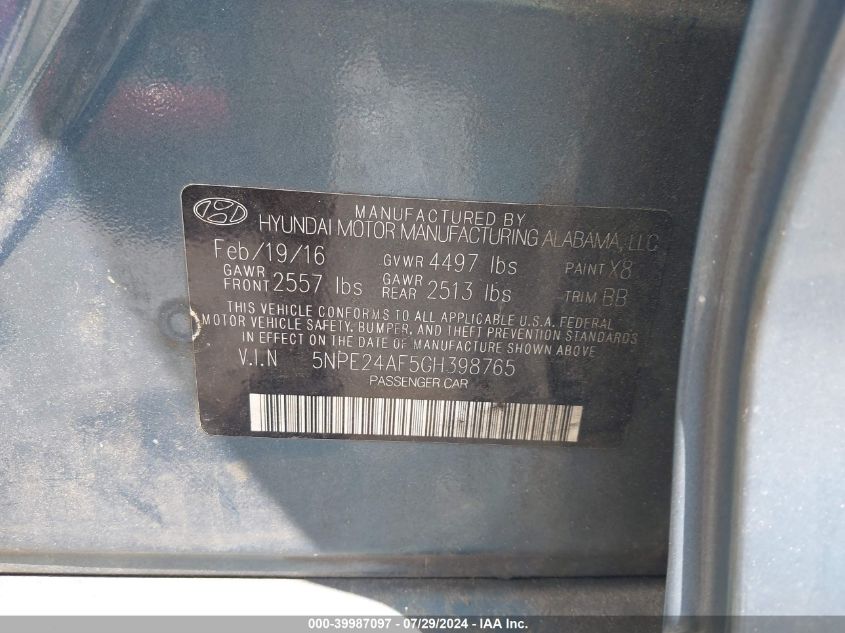 MANUFACTURED BY
HYUNDAI MOTOR MANUFACTURING ALABAMA, LLC
Feb/19/16 GVWR 4497 lbs PAINT X8
GAWR FRONT 2557 lbs GAWR REAR 2513 lbs TRIM BB
THIS VEHICLE CONFORMS TO ALL APPLICABLE U.S.A. FEDERAL
MOTOR VEHICLE SAFETY, BUMPER, AND THEFT PREVENTION STANDARDS
IN EFFECT ON THE DATE OF MANUFACTURE SHOWN ABOVE
V.I.N 5NPE24AF5GH398765
PASSENGER CAR
000-39987097 - 07/29/2024 - IAA Inc.